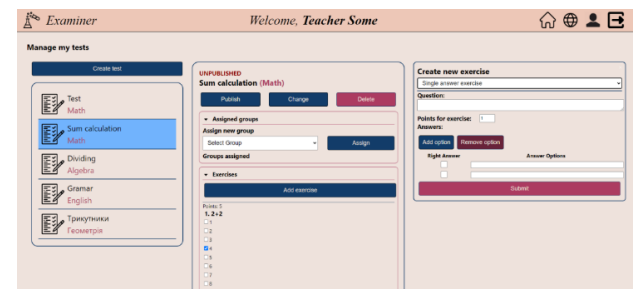 Examiner
Welcome, Teacher Some
Manage my tests
Create test
Test
Math
Sum calculation
Math
Dividing
Algebra
Gramar
English
Трикутники
Геометрія
UNPUBLISHED
Sum calculation (Math)
Publish Change Delete
Assigned groups
Assign new group
Select Group Assign
Groups assigned
Exercises
Add exercise
Points: 5
1. 2+2
1
2
3
4
5
6
7
8
Create new exercise
Single answer exercise
Question:
Points for exercise: 1
Answers:
Add option Remove option
Right Answer Answer Options
Submit